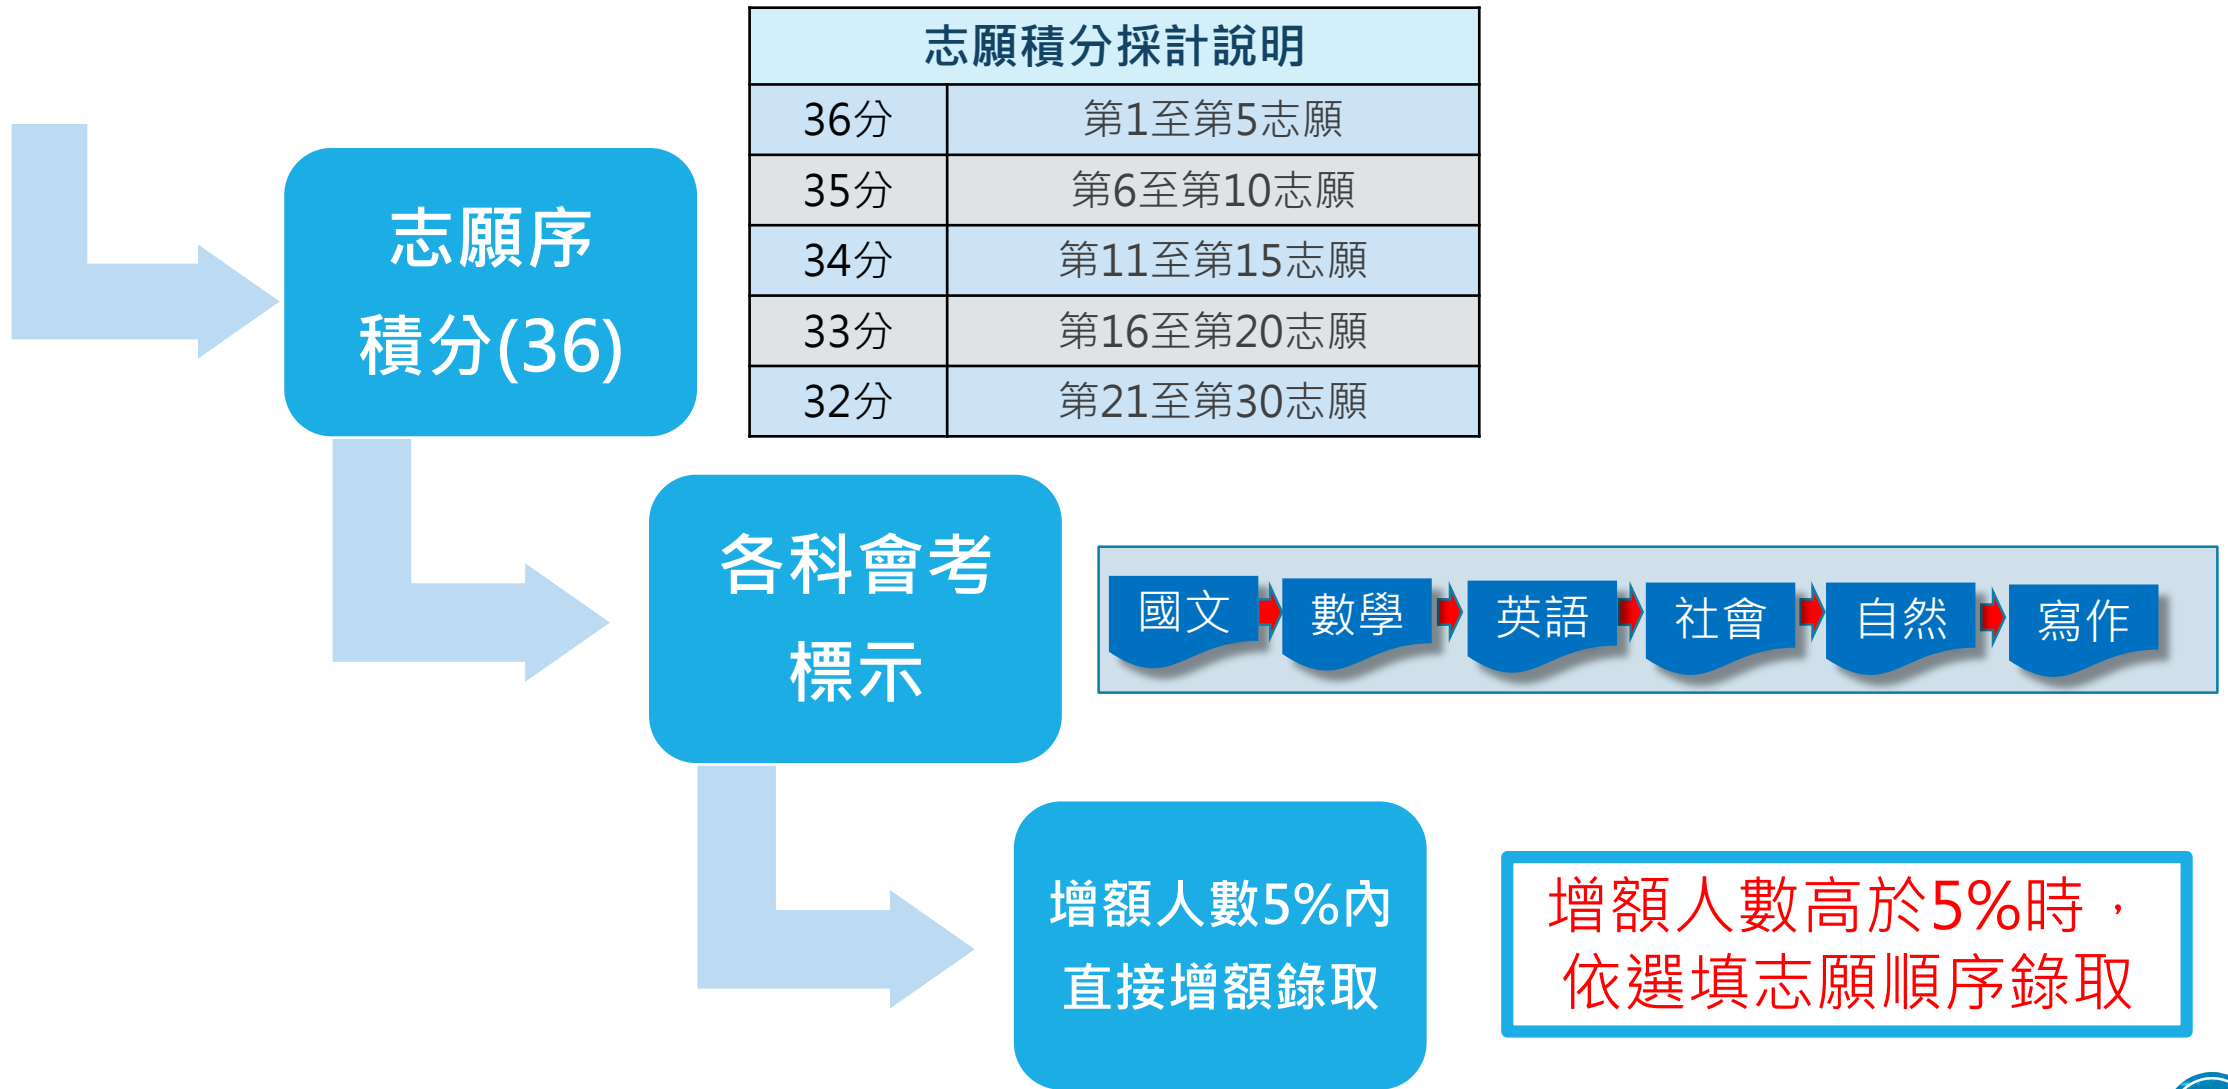 志願積分採計說明
36分 第1至第5志願
35分 第6至第10志願
34分 第11至第15志願
33分 第16至第20志願
32分 第21至第30志願
志願序
積分(36)
各科會考
標示
國文 數學 英語 社會 自然 寫作
增額人數5%內
直接增額錄取
增額人數高於5%時，
依選填志願順序錄取